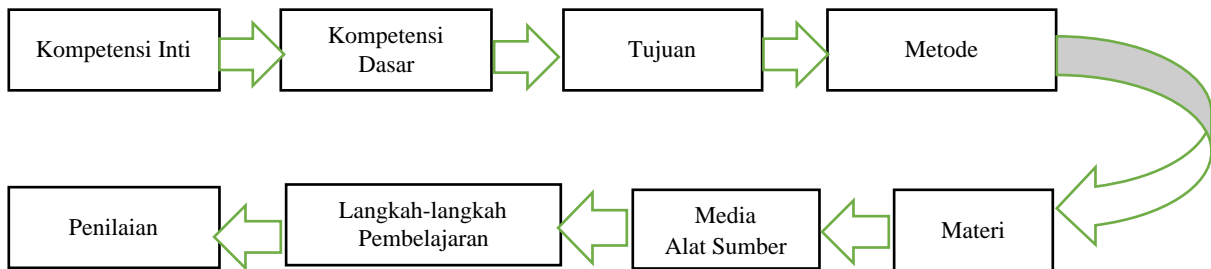 Kompetensi Inti
Kompetensi
Dasar
Tujuan
Metode
Materi
Media
Alat Sumber
Langkah-langkah
Pembelajaran
Penilaian